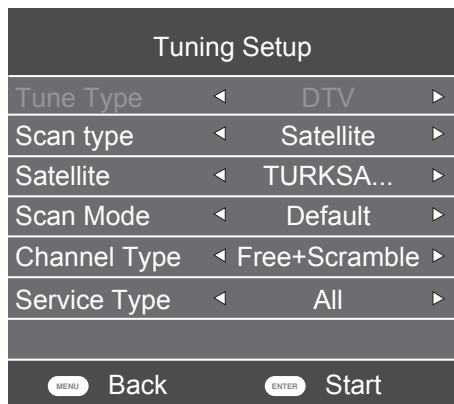 Tuning Setup
Tune Type DTV
Scan type Satellite
Satellite TURKSA...
Scan Mode Default
Channel Type Free+Scramble
Service Type All
MENU Back ENTER Start